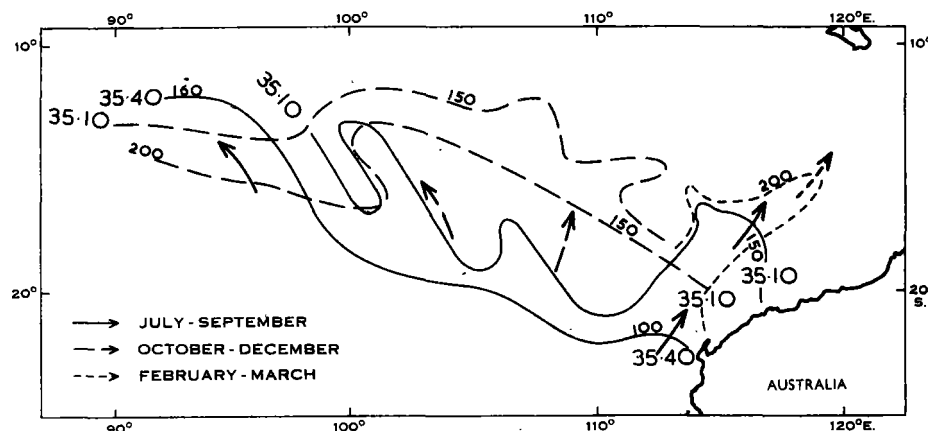 90° 100° 110° 120°E.
10° 10°
35·10 35·40 160 35·10 150
200 200
150 150 35·10
20° 35·10 20° S.
100 35·40
JULY - SEPTEMBER
OCTOBER - DECEMBER
FEBRUARY - MARCH
AUSTRALIA
90° 100° 110° 120°E.